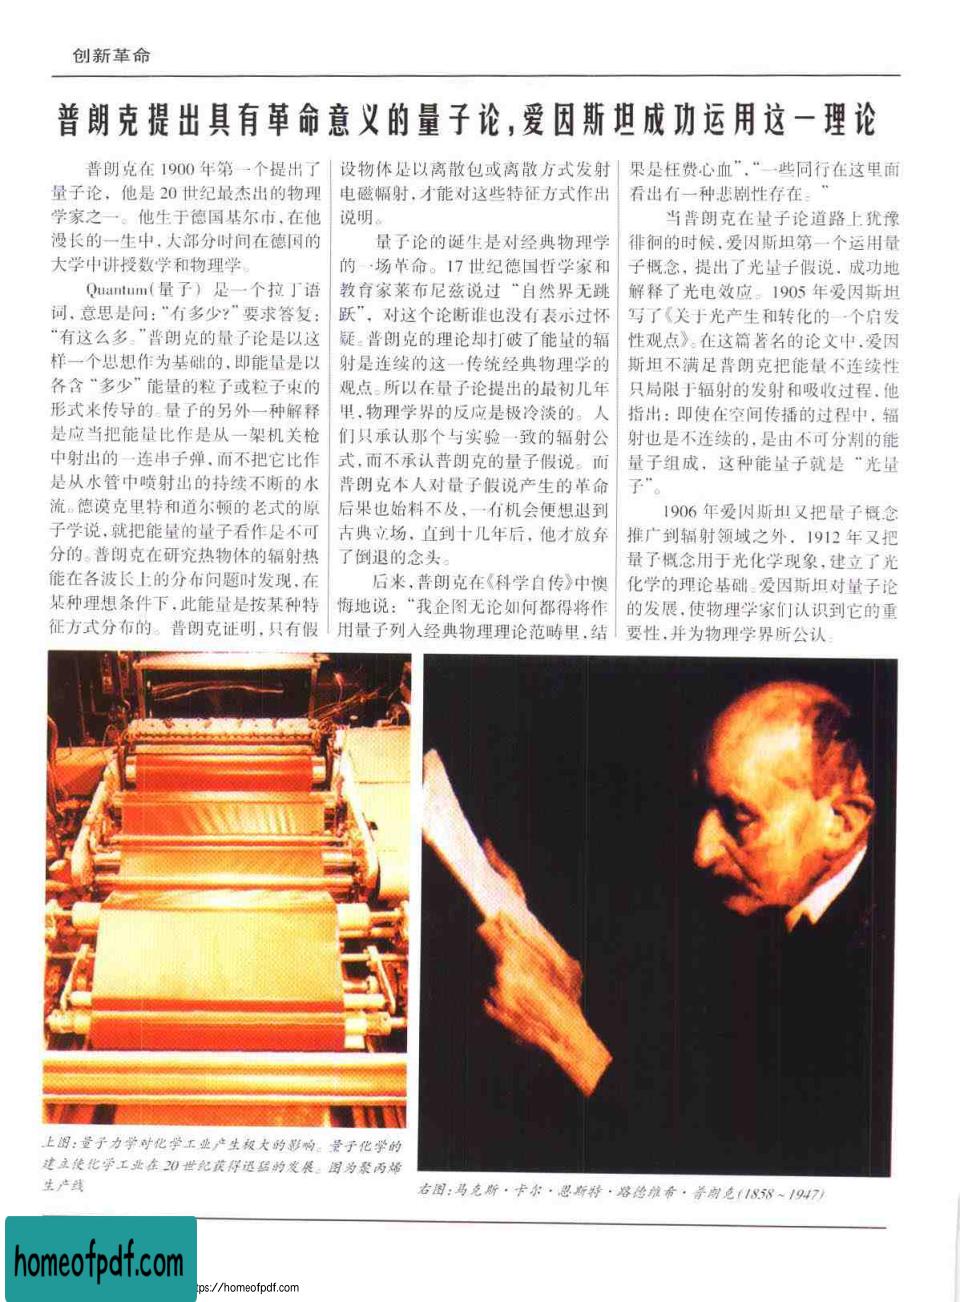 创新革命
普朗克提出具有革命意义的量子论,爱因斯坦成功运用这一理论
普朗克在 1900 年第一个提出了
量子论，他是 20 世纪最杰出的物理
学家之一。他生于德国基尔市,在他
漫长的一生中,大部分时间在德国的
大学中讲授数学和物理学。
Quantum(量子）是一个拉丁语
词,意思是问:“有多少?”要求答复:
“有这么多。”普朗克的量子论是以这
样一个思想作为基础的,即能量是以
各含“多少”能量的粒子或粒子束的
形式来传导的。量子的另外一种解释
是应当把能量比作是从一架机关枪
中射出的一连串子弹,而不把它比作
是从水管中喷射出的持续不断的水
流。德谟克里特和道尔顿的老式的原
子学说,就把能量的量子看作是不可
分的。普朗克在研究热物体的辐射热
能在各波长上的分布问题时发现,在
某种理想条件下,此能量是按某种特
征方式分布的。普朗克证明,只有假
设物体是以离散包或离散方式发射
电磁幅射,才能对这些特征方式作出
说明。
量子论的诞生是对经典物理学
的一场革命。17 世纪德国哲学家和
教育家莱布尼兹说过“自然界无跳
跃”，对这个论断谁也没有表示过怀
疑。普朗克的理论却打破了能量的辐
射是连续的这一传统经典物理学的
观点。所以在量子论提出的最初几年
里,物理学界的反应是极冷淡的。人
们只承认那个与实验一致的辐射公
式,而不承认普朗克的量子假说。而
普朗克本人对量子假说产生的革命
后果也始料不及,一有机会便想退到
古典立场，直到十几年后，他才放弃
了倒退的念头。
后来,普朗克在《科学自传》中懊
悔地说：“我企图无论如何都得将作
用量子列入经典物理理论范畴里,结
果是枉费心血”,“一些同行在这里面
看出有一种悲剧性存在。”
当普朗克在量子论道路上犹豫
徘徊的时候,爱因斯坦第一个运用量
子概念，提出了光量子假说，成功地
解释了光电效应。1905 年爱因斯坦
写了《关于光产生和转化的一个启发
性观点》。在这篇著名的论文中,爱因
斯坦不满足普朗克把能量不连续性
只局限于辐射的发射和吸收过程,他
指出：即使在空间传播的过程中，辐
射也是不连续的,是由不可分割的能
量子组成，这种能量子就是“光量
子”。
1906 年爱因斯坦又把量子概念
推广到辐射领域之外，1912 年又把
量子概念用于光化学现象,建立了光
化学的理论基础。爱因斯坦对量子论
的发展,使物理学家们认识到它的重
要性,并为物理学界所公认。
上图:量子力学对化学工业产生极大的影响。量子化学的
建立使化学工业在 20 世纪获得迅猛的发展。图为聚丙烯
生产线
右图:马克斯·卡尔·恩斯特·路德维希·普朗克(1858~1947)
homeofpdf.com
tps://homeofpdf.com